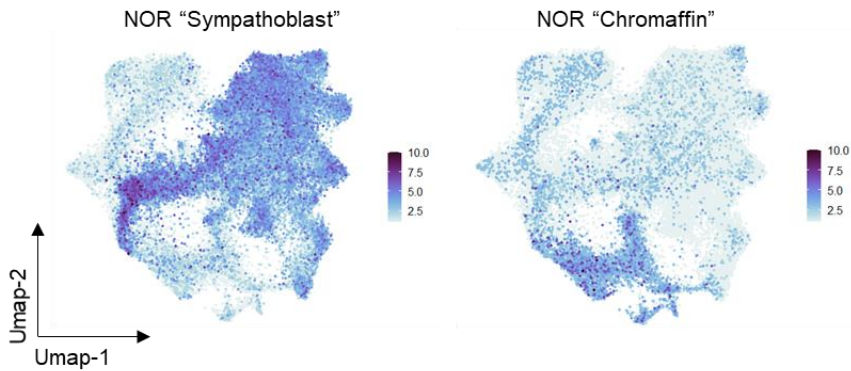 NOR “Sympathoblast”
NOR “Chromaffin”
10.0
7.5
5.0
2.5
10.0
7.5
5.0
2.5
Umap-2
Umap-1